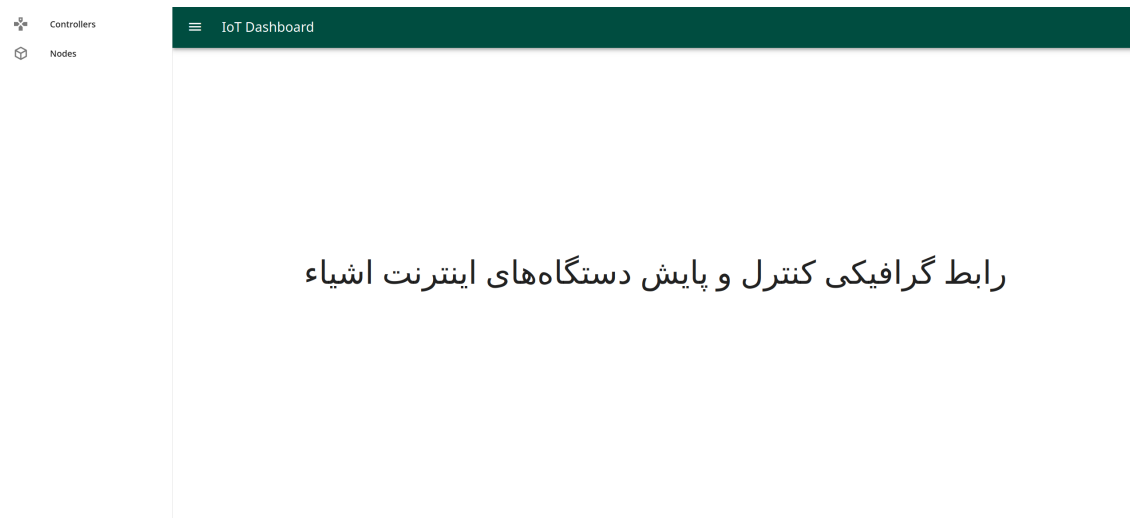 Controllers
Nodes
IoT Dashboard
رابط گرافیکی کنترل و پایش دستگاه‌های اینترنت اشیاء